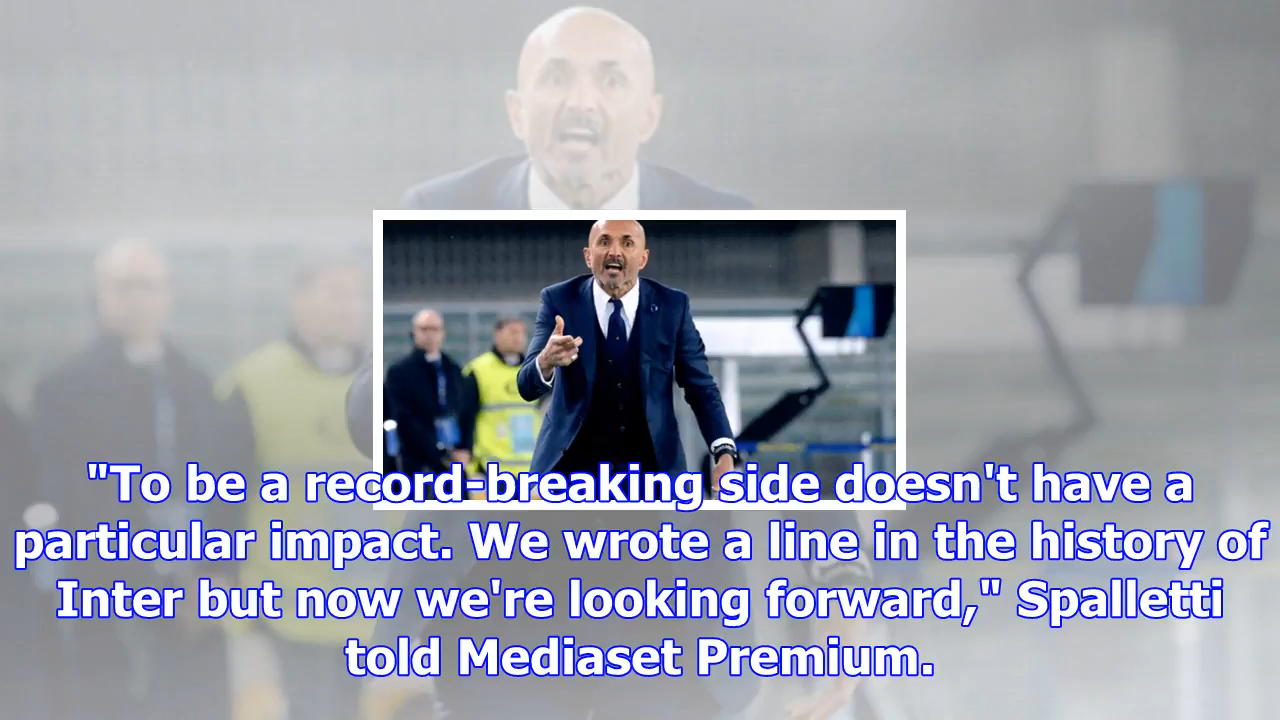 "To be a record-breaking side doesn't have a
particular impact. We wrote a line in the history of
Inter but now we're looking forward," Spalletti
told Mediaset Premium.